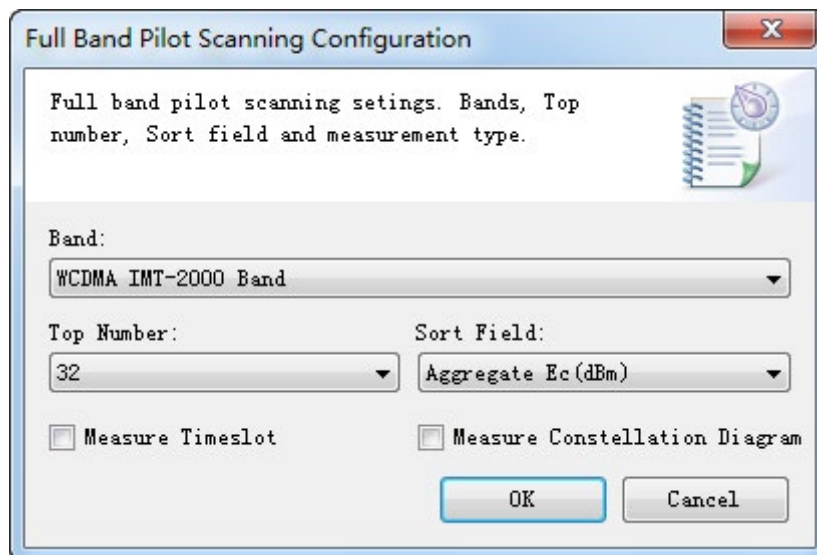 Full Band Pilot Scanning Configuration
Full band pilot scanning setings. Bands, Top
number, Sort field and measurement type.
Band:
WCDMA IMT-2000 Band
Top Number:
Sort Field:
32
Aggregate Ec(dBm)
Measure Timeslot
Measure Constellation Diagram
OK
Cancel